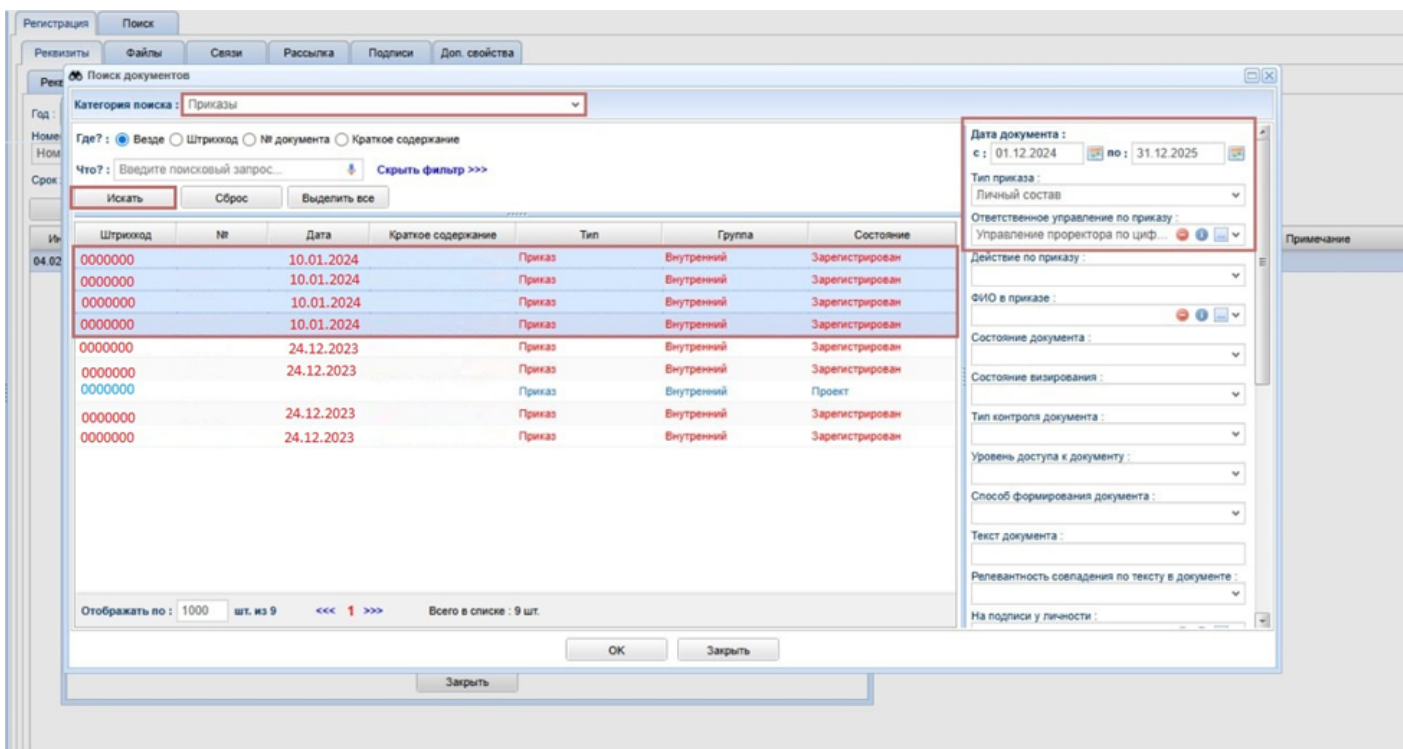 Регистрация Поиск
Реквизиты Файлы Связи Рассылка Подписи Доп. свойства
Поиск документов
Категория поиска : Приказы
Год :
Где? : Везде Штрихкод № документа Краткое содержание
Что? : Введите поисковый запрос... Скрыть фильтр >>>
Срок:
Искать Сброс Выделить все
Штрихкод № Дата Краткое содержание Тип Группа Состояние
0000000 10.01.2024 Приказ Внутренний Зарегистрирован
0000000 10.01.2024 Приказ Внутренний Зарегистрирован
0000000 10.01.2024 Приказ Внутренний Зарегистрирован
0000000 10.01.2024 Приказ Внутренний Зарегистрирован
0000000 24.12.2023 Приказ Внутренний Зарегистрирован
0000000 24.12.2023 Приказ Внутренний Зарегистрирован
0000000 Приказ Внутренний Проект
0000000 24.12.2023 Приказ Внутренний Зарегистрирован
0000000 24.12.2023 Приказ Внутренний Зарегистрирован
Отображать по : 1000 шт. из 9 <<< 1 >>> Всего в списке : 9 шт.
Дата документа :
с : 01.12.2024 по : 31.12.2025
Тип приказа :
Личный состав
Ответственное управление по приказу :
Управление проректора по циф...
Действие по приказу :
ФИО в приказе :
Состояние документа :
Состояние визирования :
Тип контроля документа :
Уровень доступа к документу :
Способ формирования документа :
Текст документа :
Релевантность совпадения по тексту в документе :
На подписи у личности :
Примечание
04.02
OK Закрыть
Закрыть